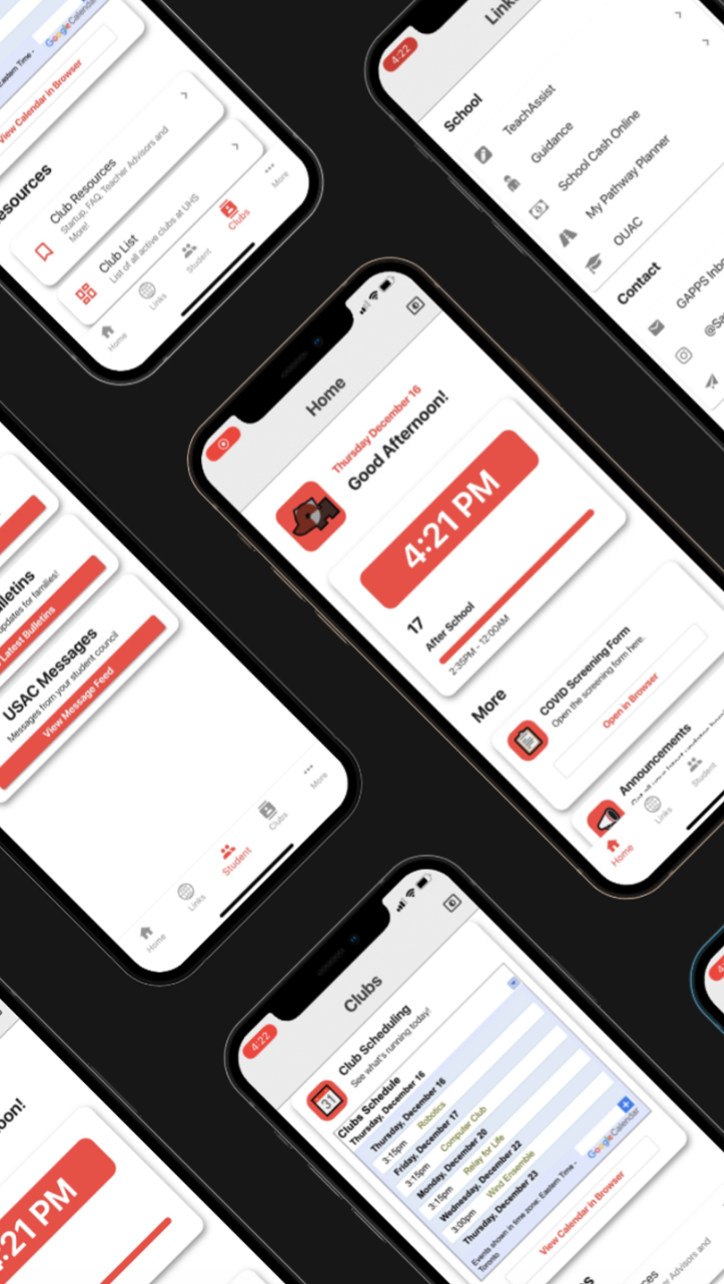 Eastern Time -
Google Calendar
View Calendar in Browser
Club Resources
Startup, FAQ, Teacher Advisors and
More!
Club List
List of all active clubs at UHS
Home
Links
Student
Clubs
More
4:22
School
TeachAssist
Guidance
School Cash Online
My Pathway Planner
OUAC
Contact
GAPPS
Home
Thursday December 16
Good Afternoon!
4:21 PM
17
After School
2:35PM - 12:00AM
More
COVID Screening Form
Open the screening form here.
Open in Browser
Announcements
Home
Links
Student
updates for families!
Latest Bulletins
USAC Messages
Messages from your student council
View Message Feed
Home
Links
Student
Clubs
More
4:22
Clubs
31
Club Scheduling
See what's running today!
Clubs Schedule
Thursday, December 16
Thursday, December 16
3:15pm Robotics
Friday, December 17
3:15pm Computer Club
Monday, December 20
3:15pm Relay for Life
Wednesday, December 22
3:00pm Wind Ensemble
Thursday, December 23
Events shown in time zone: Eastern Time -
Toronto
Google Calendar
View Calendar in Browser
Advisors and
:21 PM